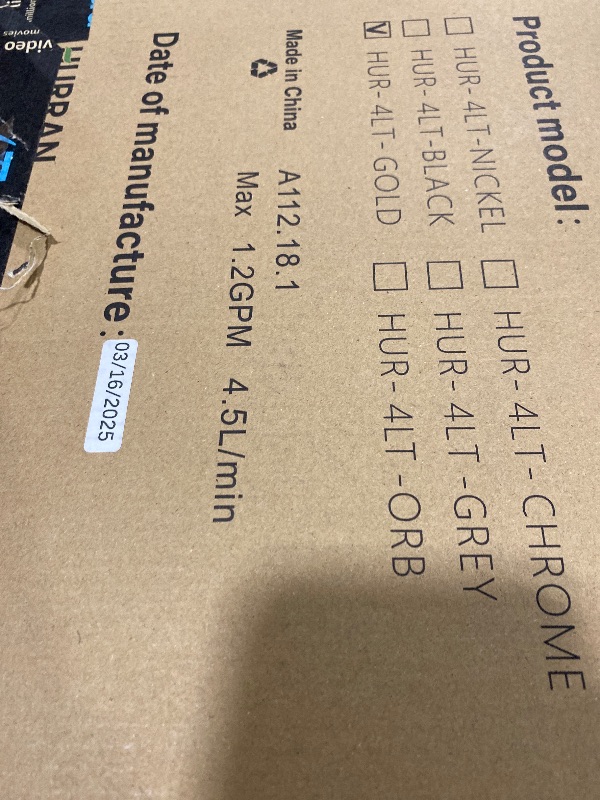 Product model:
☐ HUR-4LT-NICKEL ☐ HUR-4LT-CHROME
☐ HUR-4LT-BLACK ☐ HUR-4LT-GREY
☑ HUR-4LT-GOLD ☐ HUR-4LT-ORB
Made in China A112.18.1
Max 1.2GPM 4.5L/min
Date of manufacture: 03/16/2025
HURRAN
video
movies